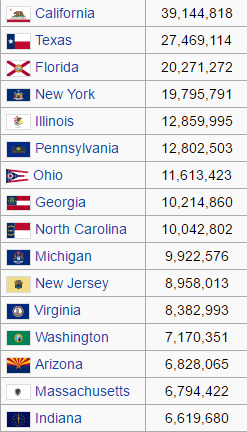 California 39,144,818
Texas 27,469,114
Florida 20,271,272
New York 19,795,791
Illinois 12,859,995
Pennsylvania 12,802,503
Ohio 11,613,423
Georgia 10,214,860
North Carolina 10,042,802
Michigan 9,922,576
New Jersey 8,958,013
Virginia 8,382,993
Washington 7,170,351
Arizona 6,828,065
Massachusetts 6,794,422
Indiana 6,619,680